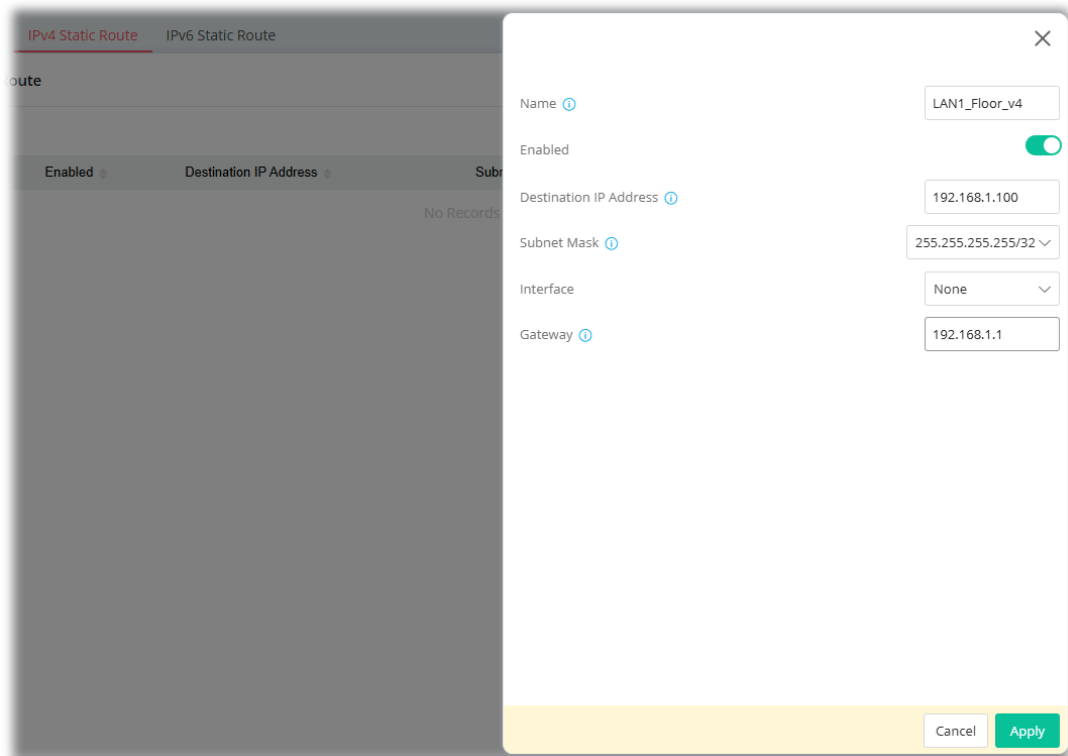 IPv4 Static Route IPv6 Static Route
oute
Enabled Destination IP Address Subn
No Records
Name
LAN1_Floor_v4
Enabled
Destination IP Address
192.168.1.100
Subnet Mask
255.255.255.255/32
Interface
None
Gateway
192.168.1.1
Cancel Apply